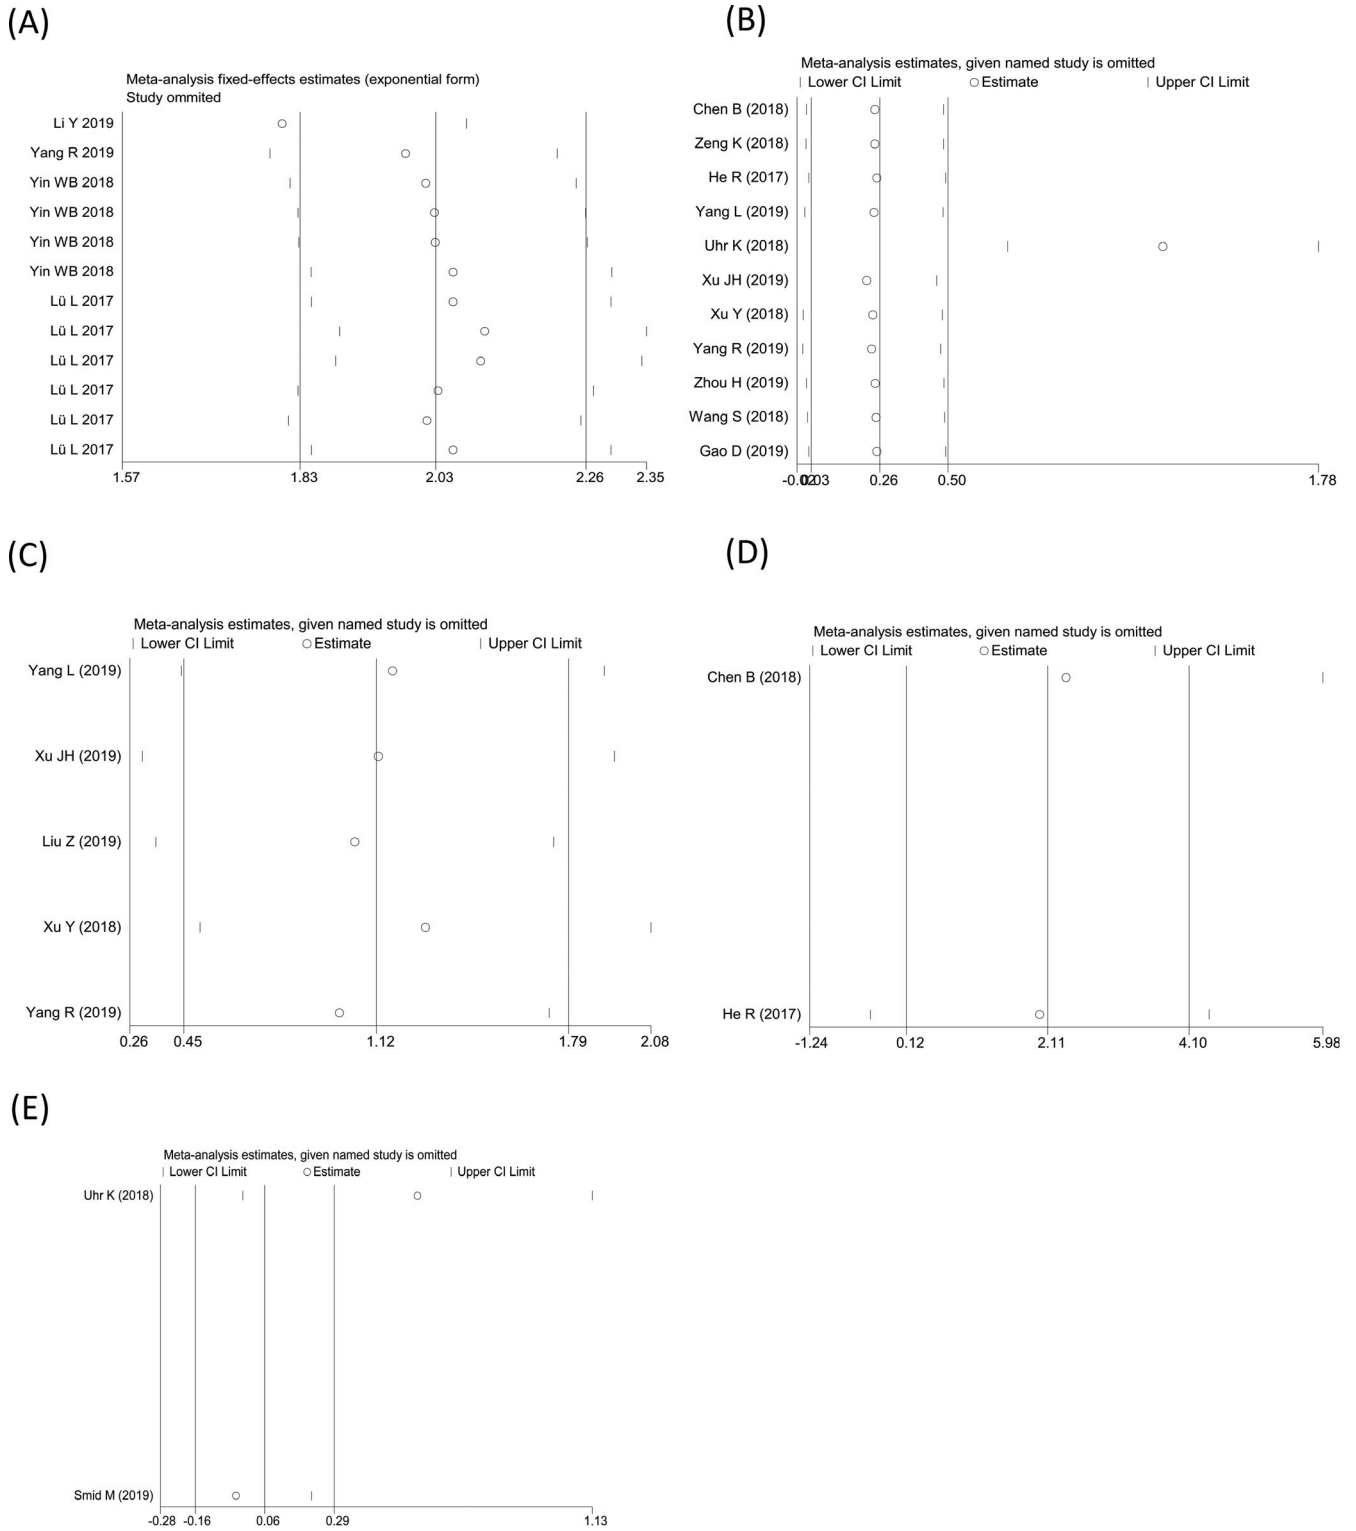 (A)
Meta-analysis fixed-effects estimates (exponential form)
Study ommited
Li Y 2019
Yang R 2019
Yin WB 2018
Yin WB 2018
Yin WB 2018
Yin WB 2018
Lü L 2017
Lü L 2017
Lü L 2017
Lü L 2017
Lü L 2017
Lü L 2017
1.57 1.83 2.03 2.26 2.35
(B)
Meta-analysis estimates, given named study is omitted
Lower CI Limit Estimate Upper CI Limit
Chen B (2018)
Zeng K (2018)
He R (2017)
Yang L (2019)
Uhr K (2018)
Xu JH (2019)
Xu Y (2018)
Yang R (2019)
Zhou H (2019)
Wang S (2018)
Gao D (2019)
-0.02 0.03 0.26 0.50 1.78
(C)
Meta-analysis estimates, given named study is omitted
Lower CI Limit Estimate Upper CI Limit
Yang L (2019)
Xu JH (2019)
Liu Z (2019)
Xu Y (2018)
Yang R (2019)
0.26 0.45 1.12 1.79 2.08
(D)
Meta-analysis estimates, given named study is omitted
Lower CI Limit Estimate Upper CI Limit
Chen B (2018)
He R (2017)
-1.24 0.12 2.11 4.10 5.98
(E)
Meta-analysis estimates, given named study is omitted
Lower CI Limit Estimate Upper CI Limit
Uhr K (2018)
Smid M (2019)
-0.28 -0.16 0.06 0.29 1.13